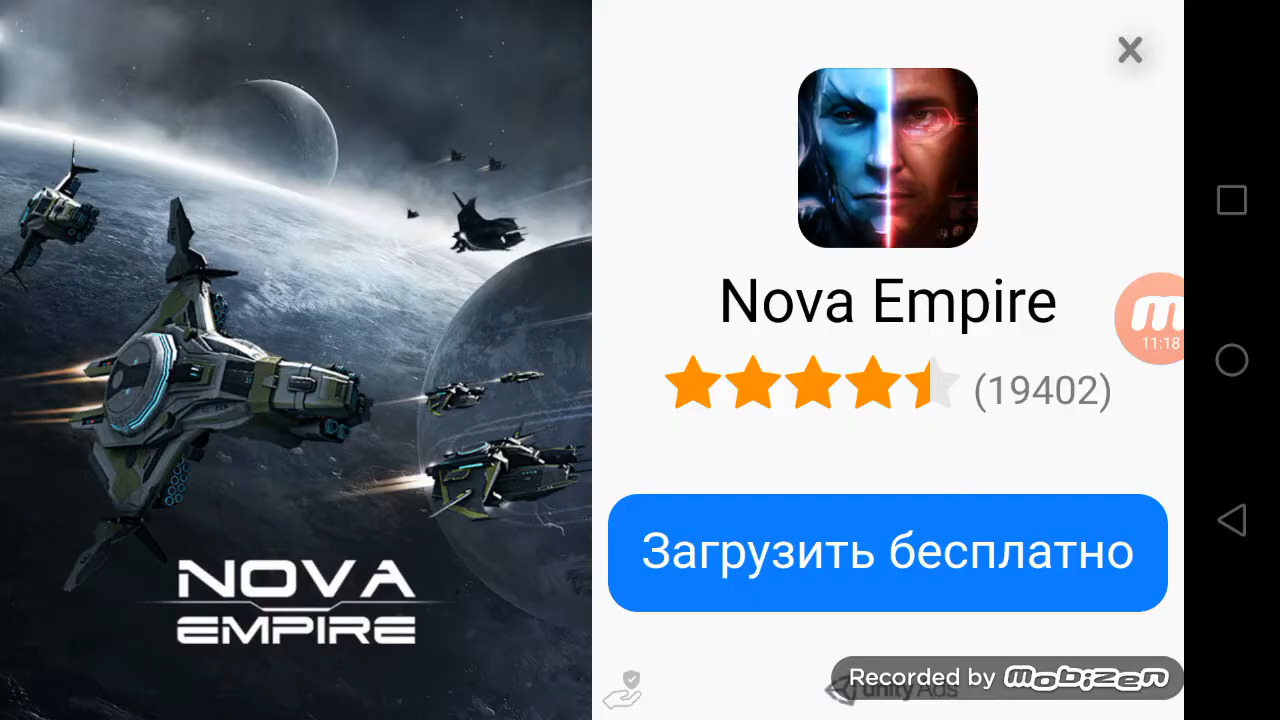 NOVA
EMPIRE
Nova Empire
(19402)
11:18
Загрузить бесплатно
Recorded by mobizen
unity Ads